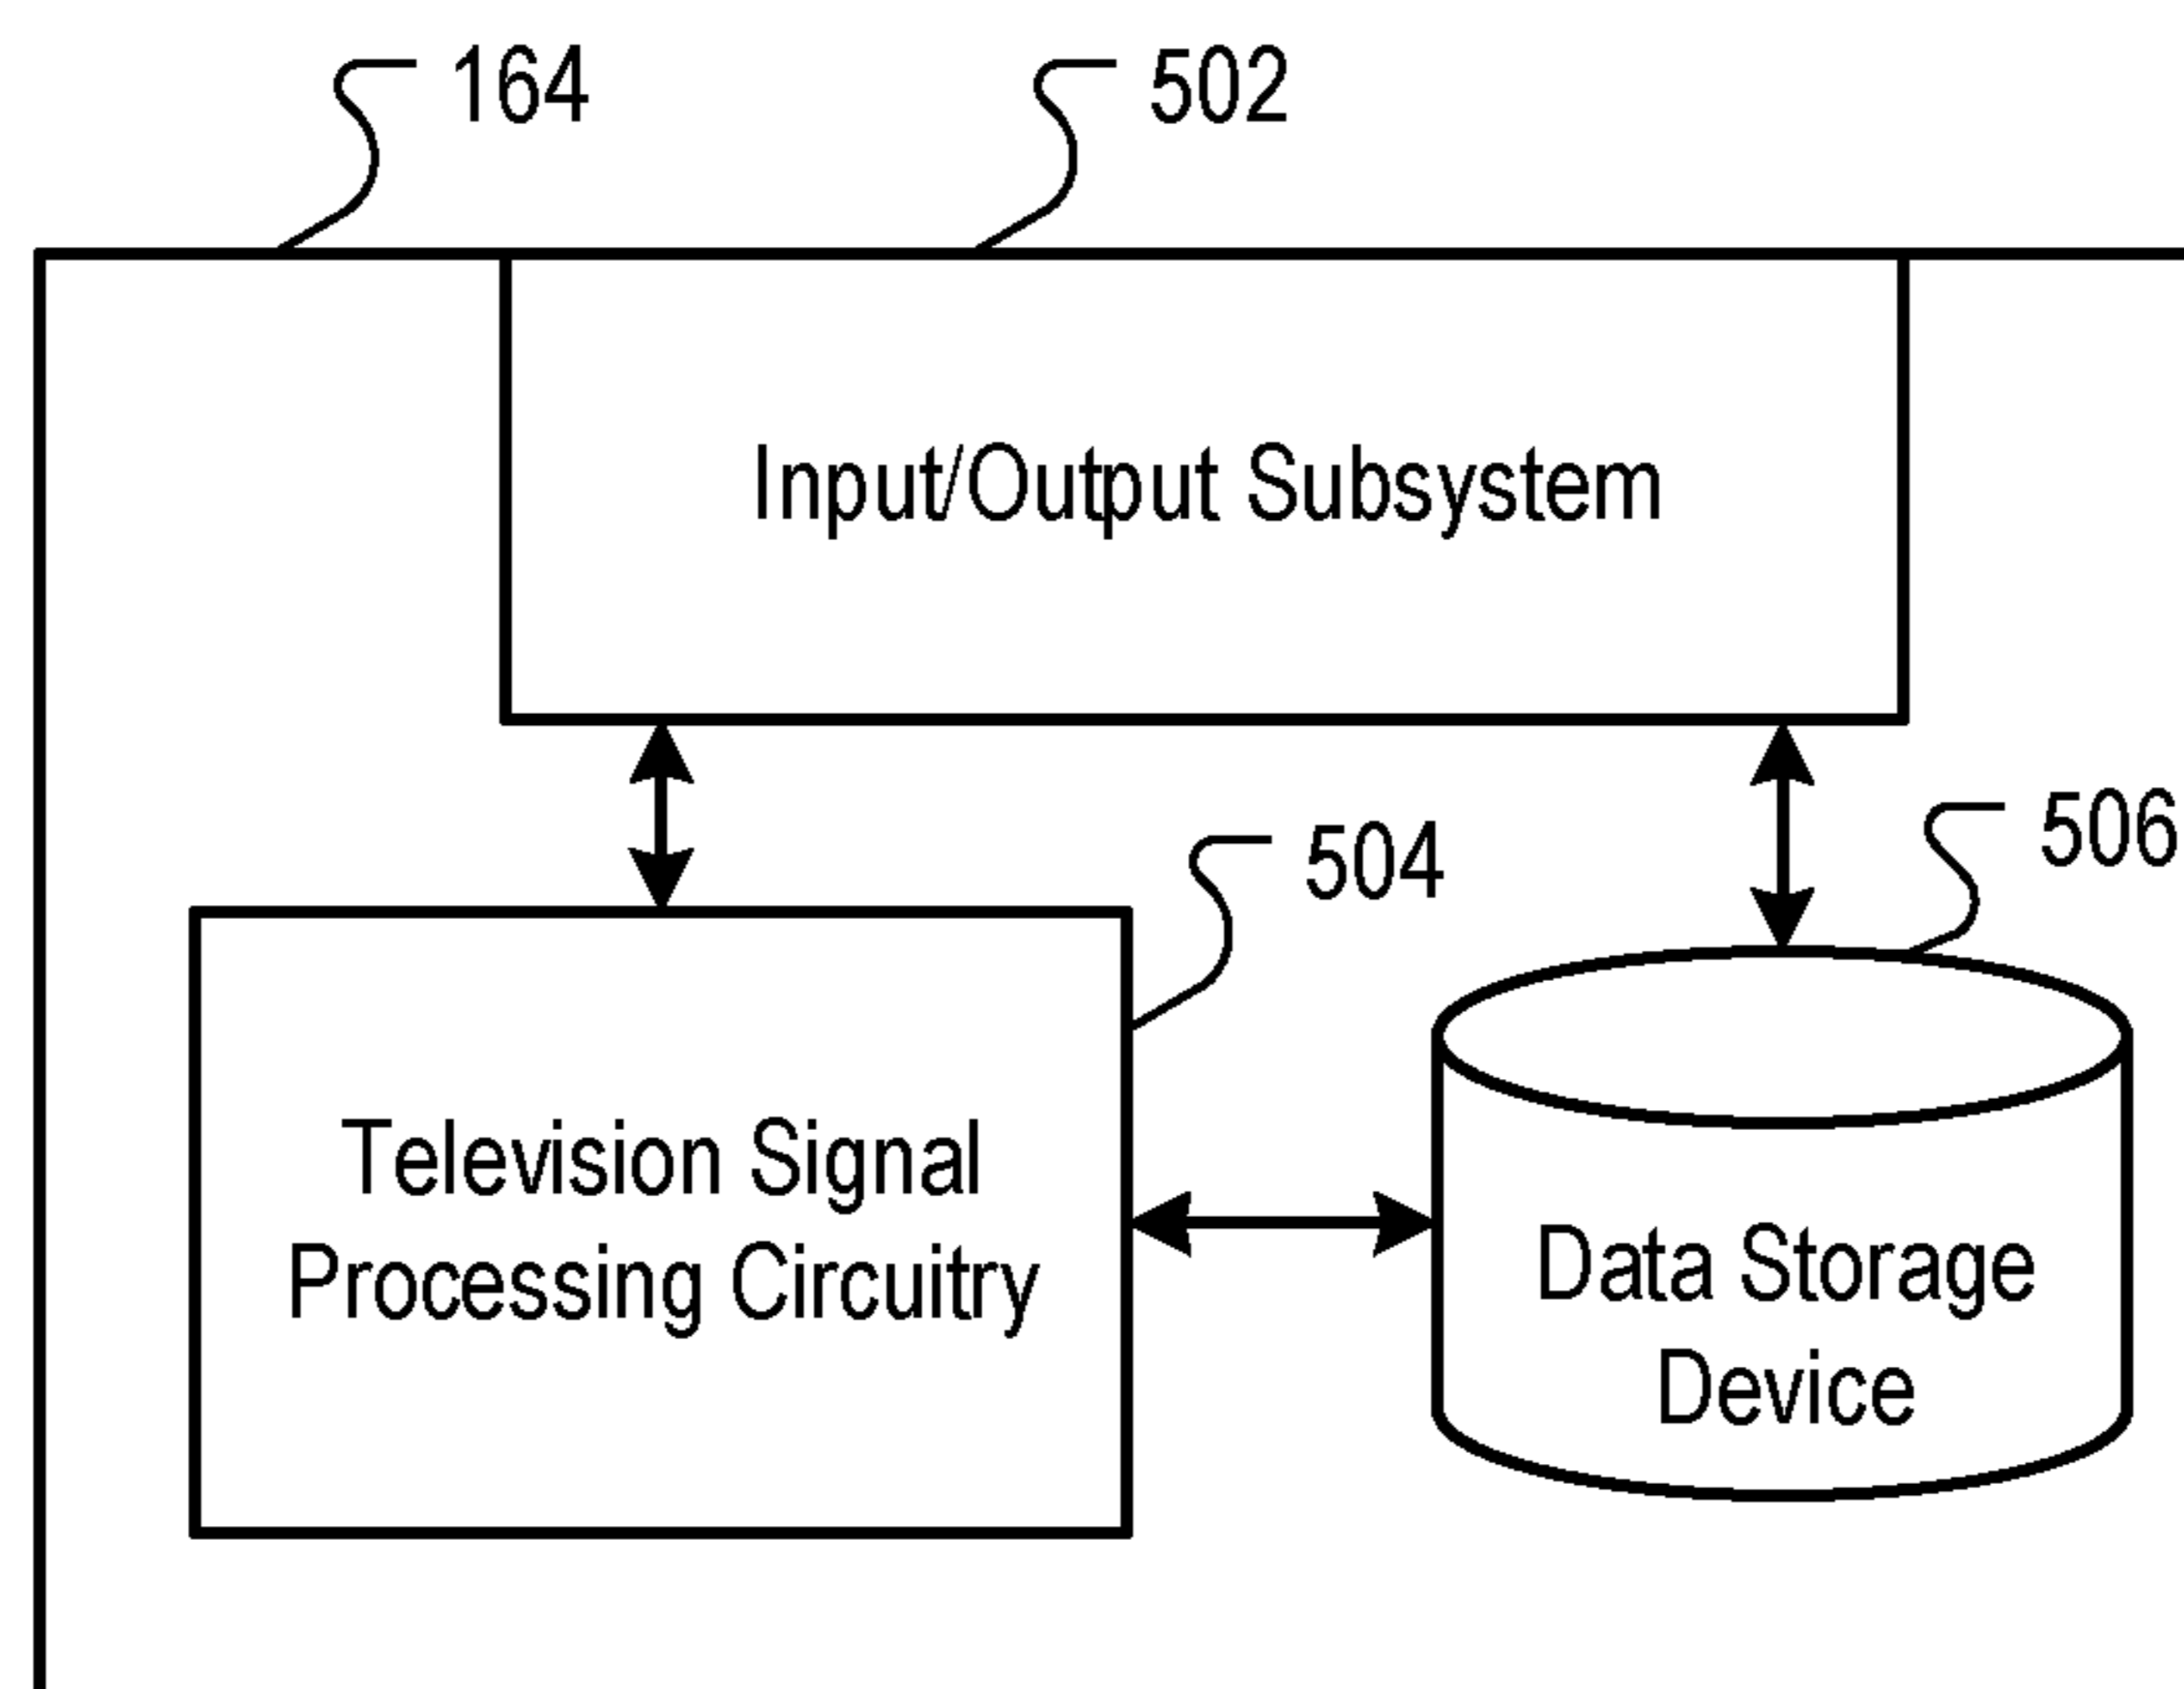 164
502
Input/Output Subsystem
506
504
Television Signal
Processing Circuitry
Data Storage
Device